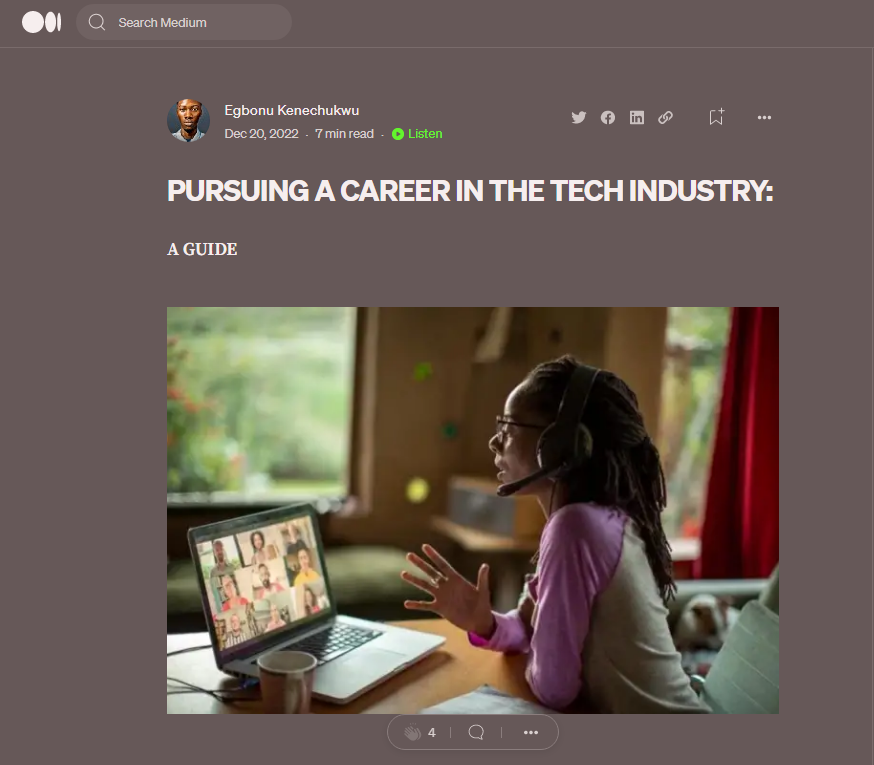 Search Medium
Egbonu Kenechukwu
Dec 20, 2022 · 7 min read · Listen
PURSUING A CAREER IN THE TECH INDUSTRY:
A GUIDE
4